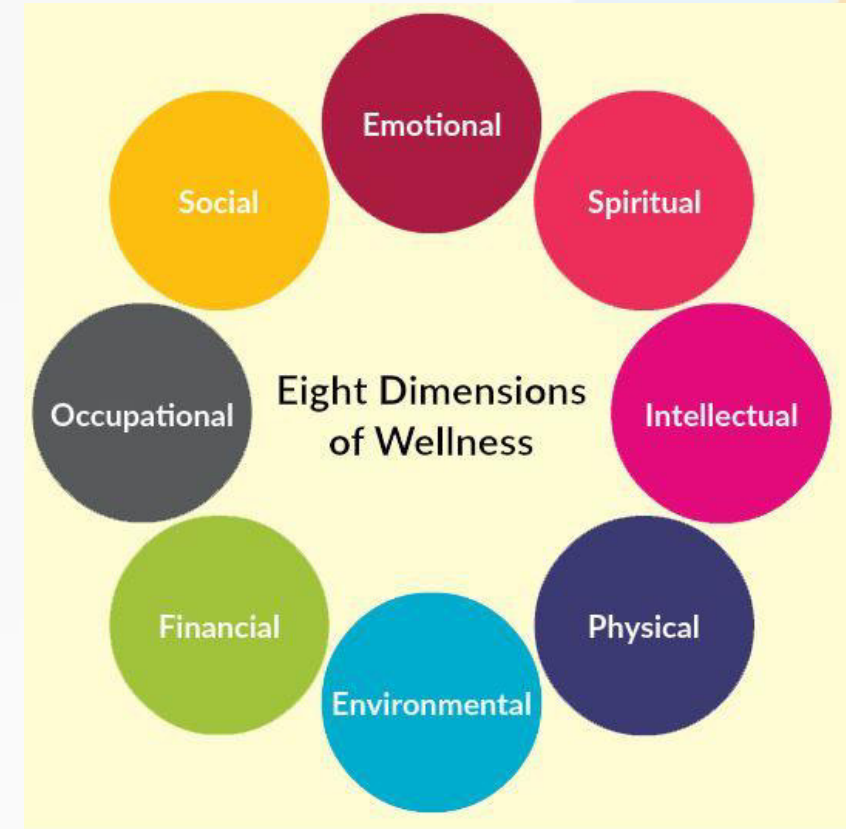 Emotional
Spiritual
Intellectual
Physical
Environmental
Financial
Occupational
Social
Eight Dimensions
of Wellness